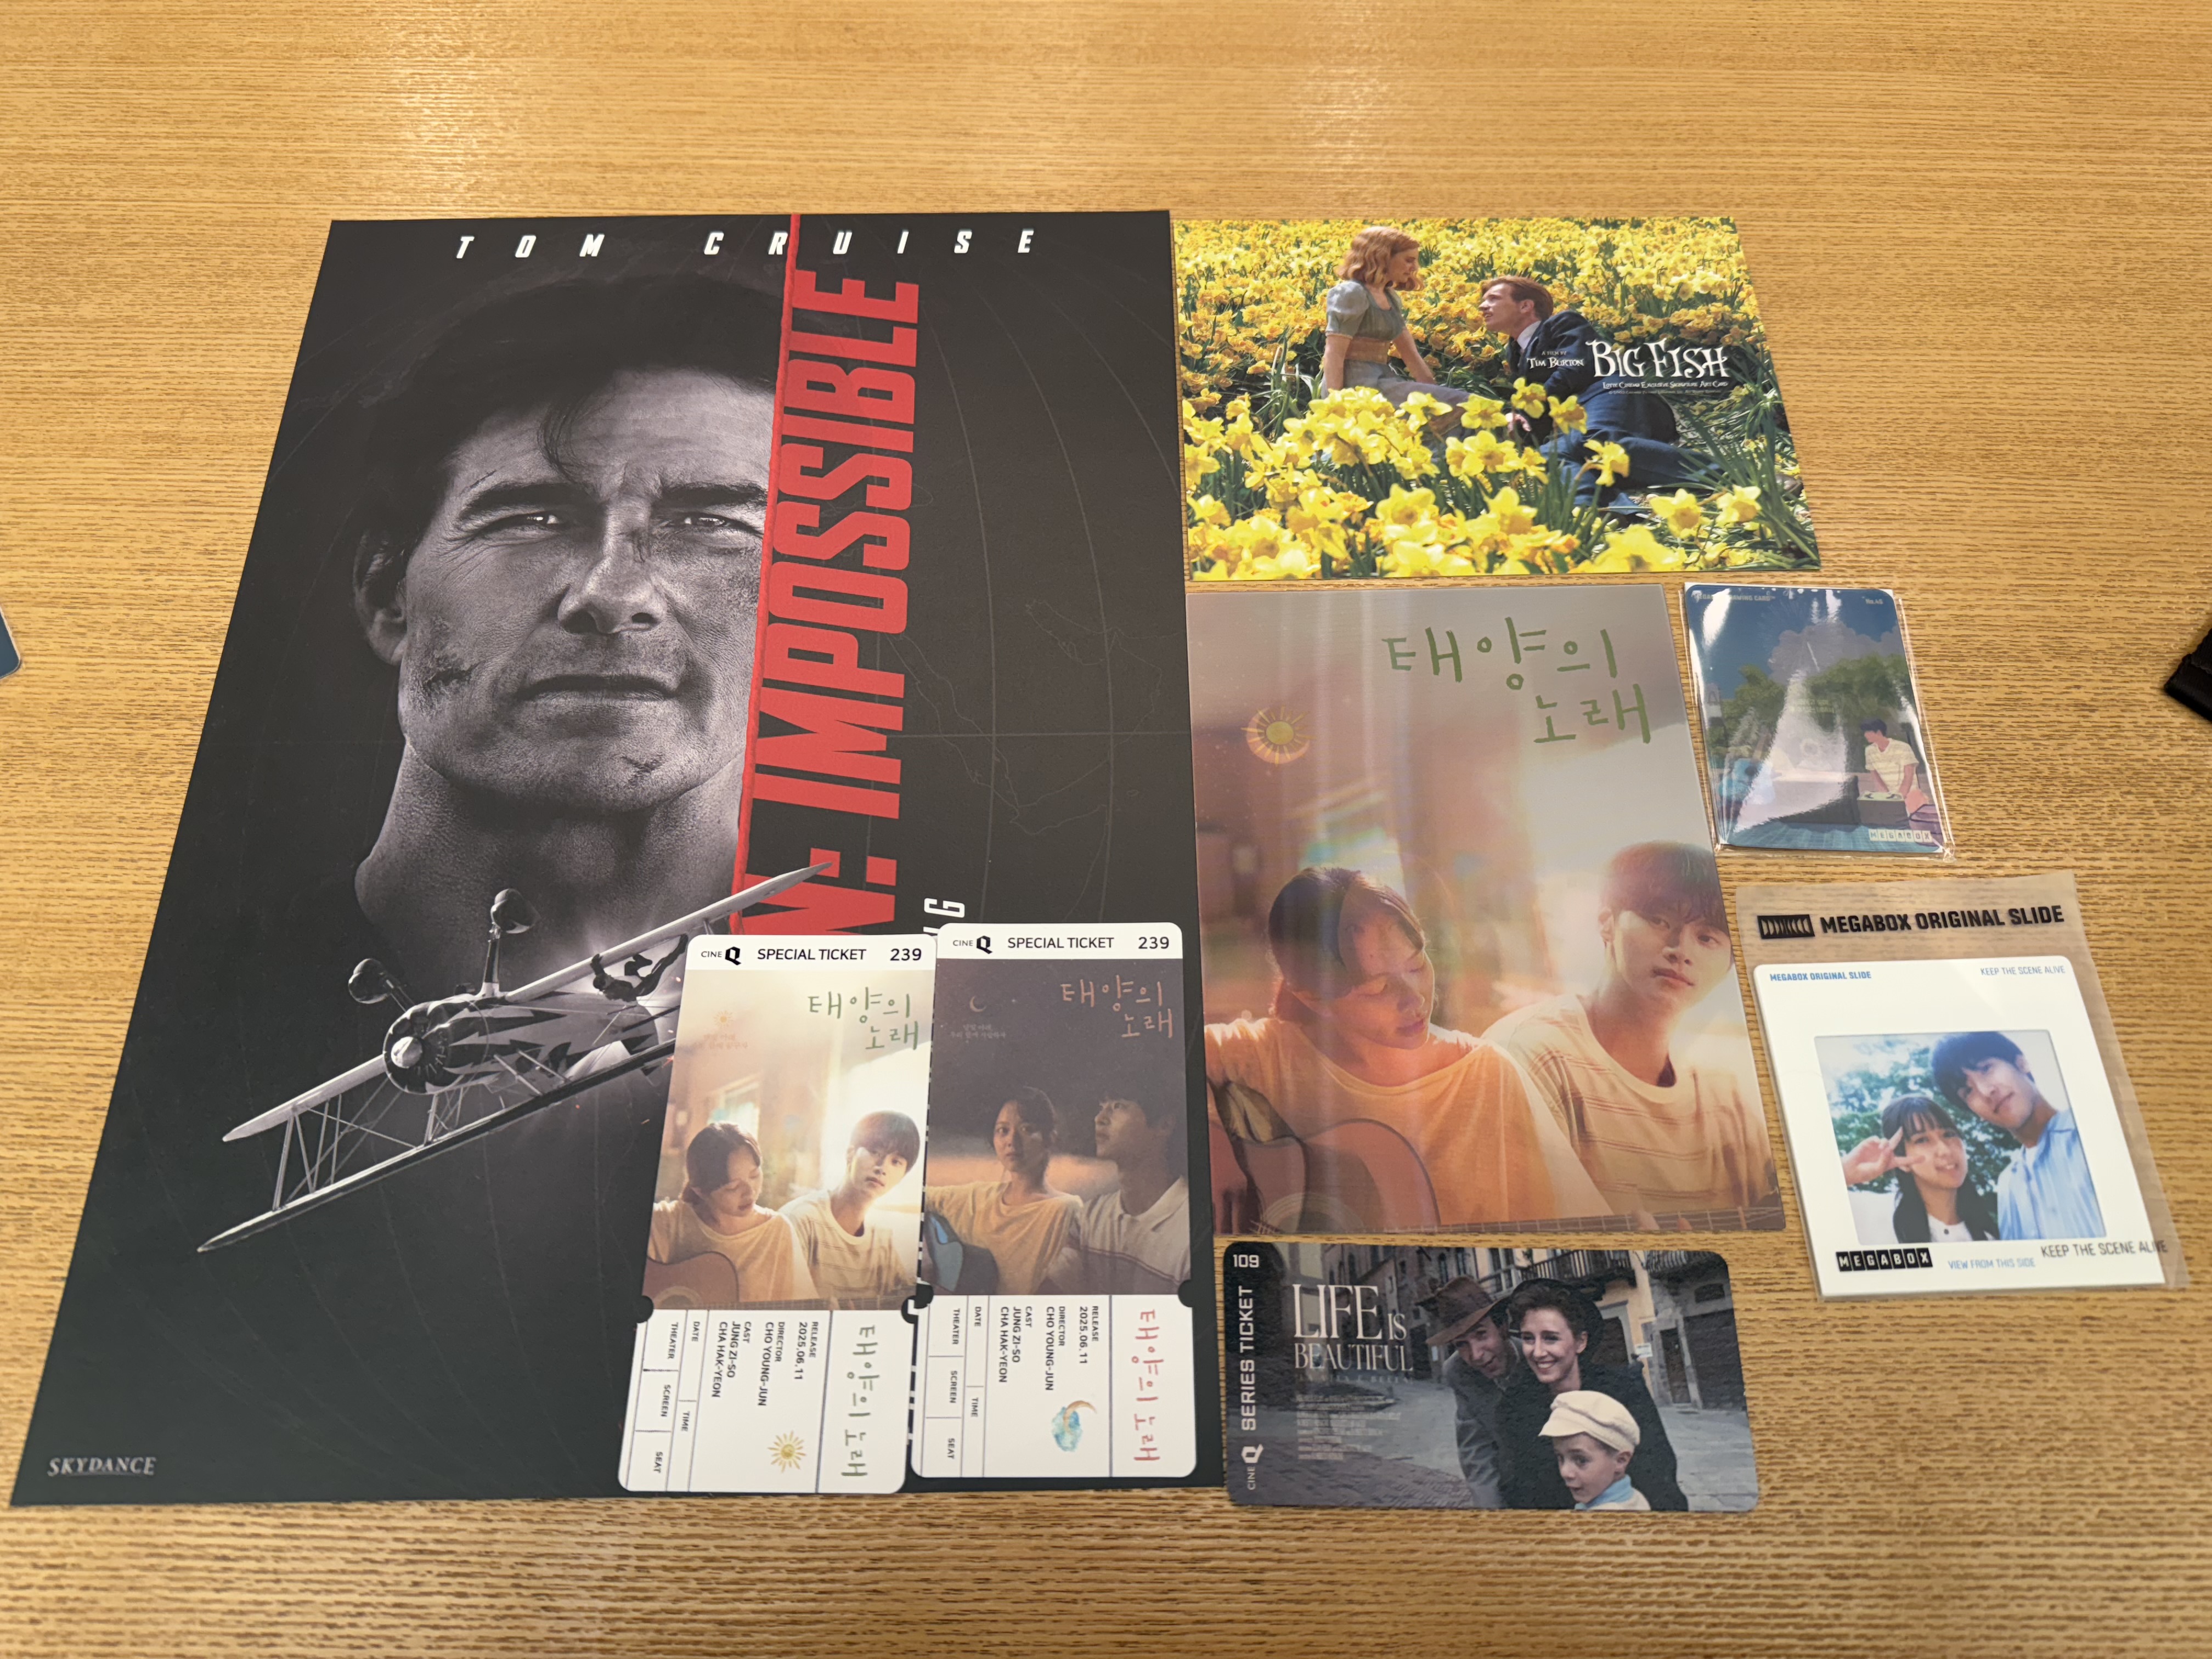 TOM CRUISE
N: IMPOSSIBLE
NG
SKYDANCE
CINE Q SPECIAL TICKET 239
태양의
노래
RELEASE
2025.06.11
DIRECTOR
CHO YOUNG-JUN
CAST
JUNG ZI-SO
CHA HAK-YEON
DATE
TIME
THEATER
SCREEN
SEAT
태양의 노래
CINE Q SPECIAL TICKET 239
태양의
노래
RELEASE
2025.06.11
DIRECTOR
CHO YOUNG-JUN
CAST
JUNG ZI-SO
CHA HAK-YEON
DATE
TIME
THEATER
SCREEN
SEAT
태양의 노래
A FILM BY
TIM BURTON
BIG FISH
태양의
노래
No.45
MEGABOX
MEGABOX ORIGINAL SLIDE
MEGABOX ORIGINAL SLIDE
KEEP THE SCENE ALIVE
MEGABOX
VIEW FROM THIS SIDE
KEEP THE SCENE ALIVE
109
CINE Q SERIES TICKET
LIFE IS
BEAUTIFUL